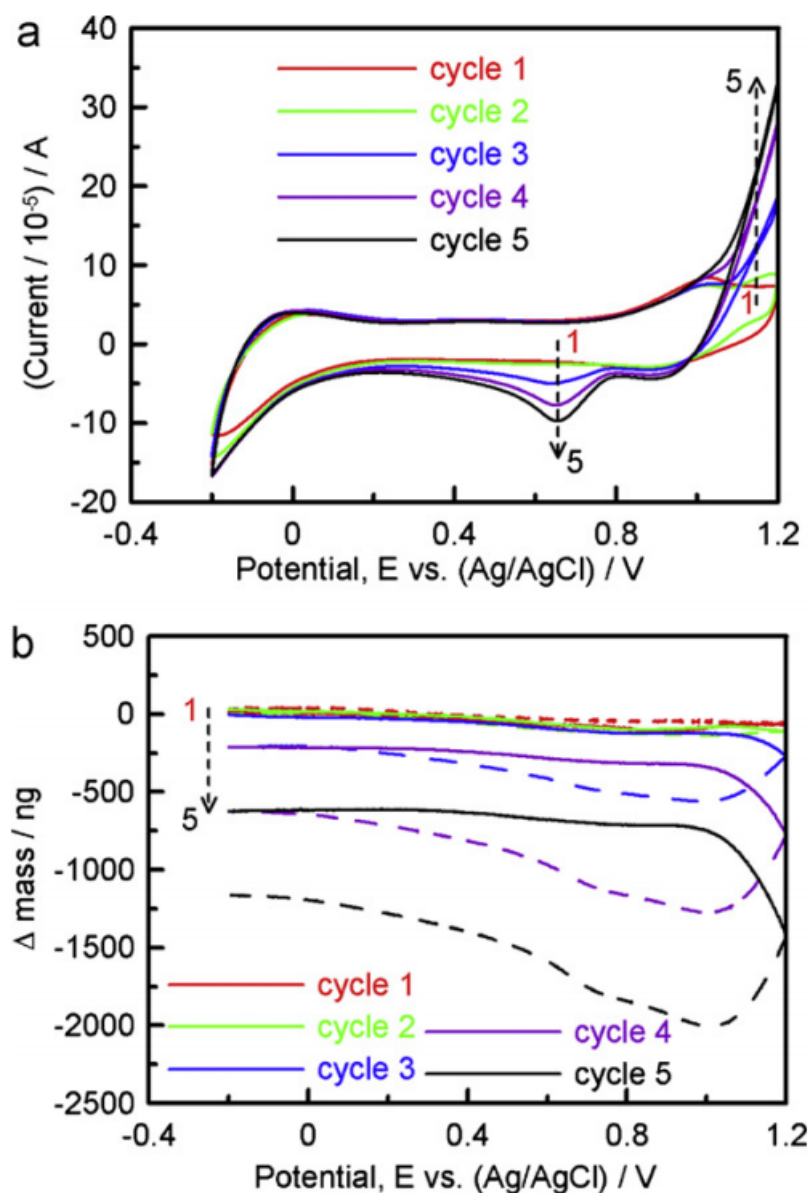 a
40
30
20
10
0
-10
-20
(Current / 10⁻⁵) / A
cycle 1
cycle 2
cycle 3
cycle 4
cycle 5
5
1
1
5
-0.4 0 0.4 0.8 1.2
Potential, E vs. (Ag/AgCl) / V
b
500
0
-500
-1000
-1500
-2000
-2500
Δ mass / ng
1
5
cycle 1
cycle 2
cycle 3
cycle 4
cycle 5
-0.4 0 0.4 0.8 1.2
Potential, E vs. (Ag/AgCl) / V